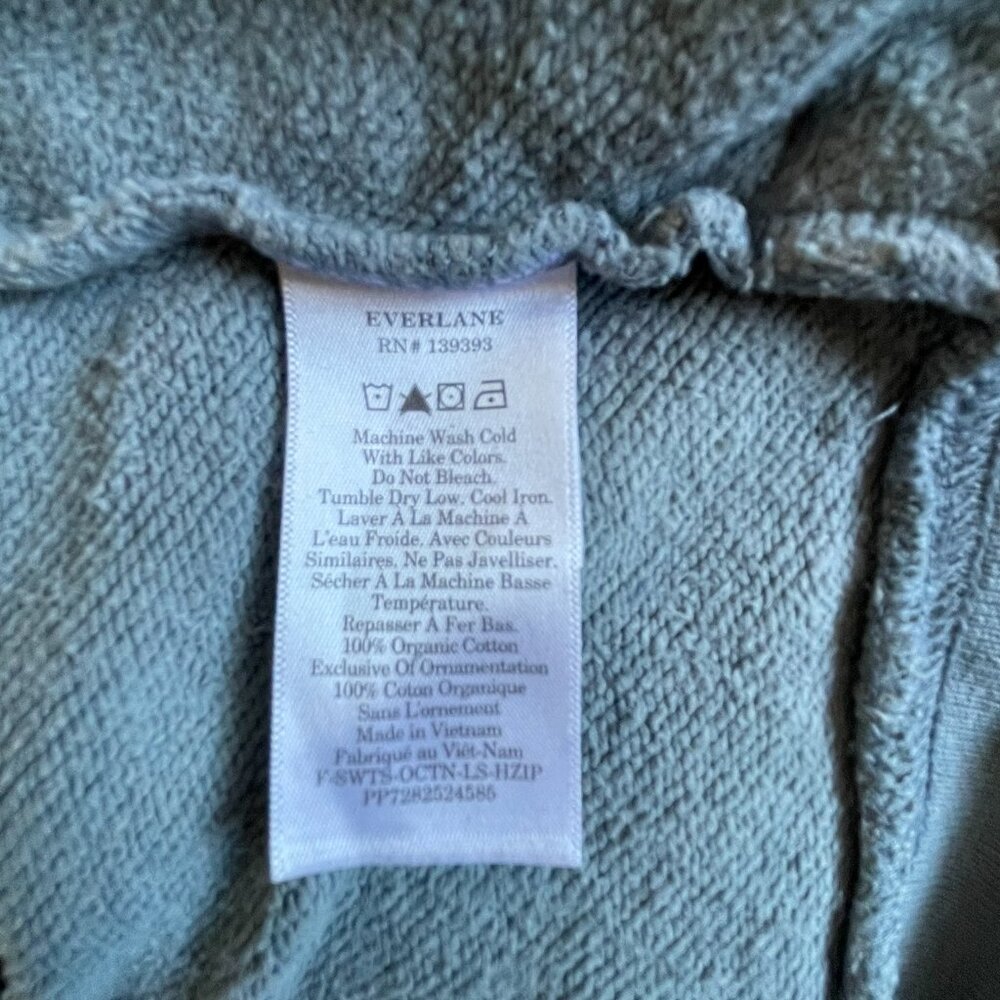 EVERLANE
RN# 139393
Machine Wash Cold
With Like Colors.
Do Not Bleach.
Tumble Dry Low. Cool Iron.
Laver À La Machine A
L'eau Froide. Avec Couleurs
Similaires. Ne Pas Javelliser.
Sécher À La Machine Basse
Température.
Repasser A Fer Bas.
100% Organic Cotton
Exclusive Of Ornamentation
100% Coton Organique
Sans L'ornement
Made in Vietnam
Fabriqué au Viêt-Nam
F-SWTS-OCTN-LS-HZIP
PP7282524586